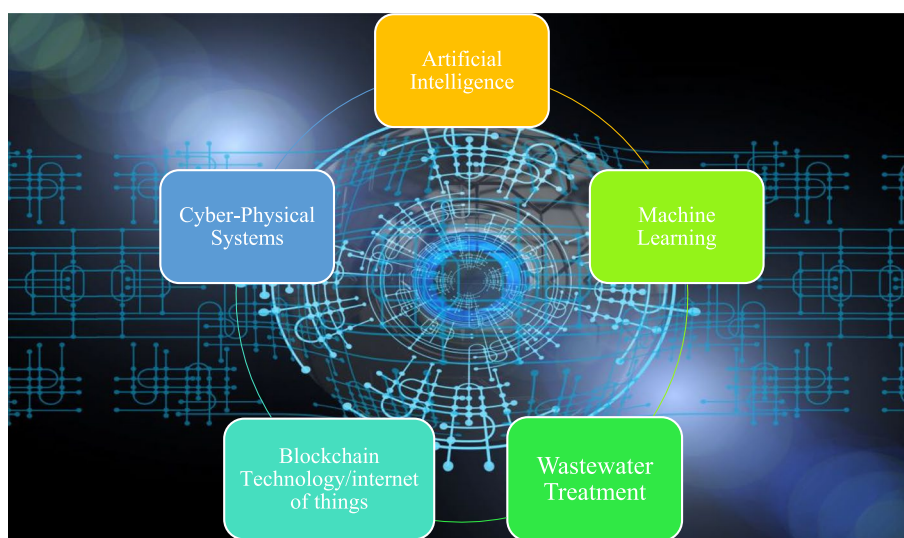 Artificial
Intelligence
Cyber-Physical
Systems
Machine
Learning
Blockchain
Technology/internet
of things
Wastewater
Treatment